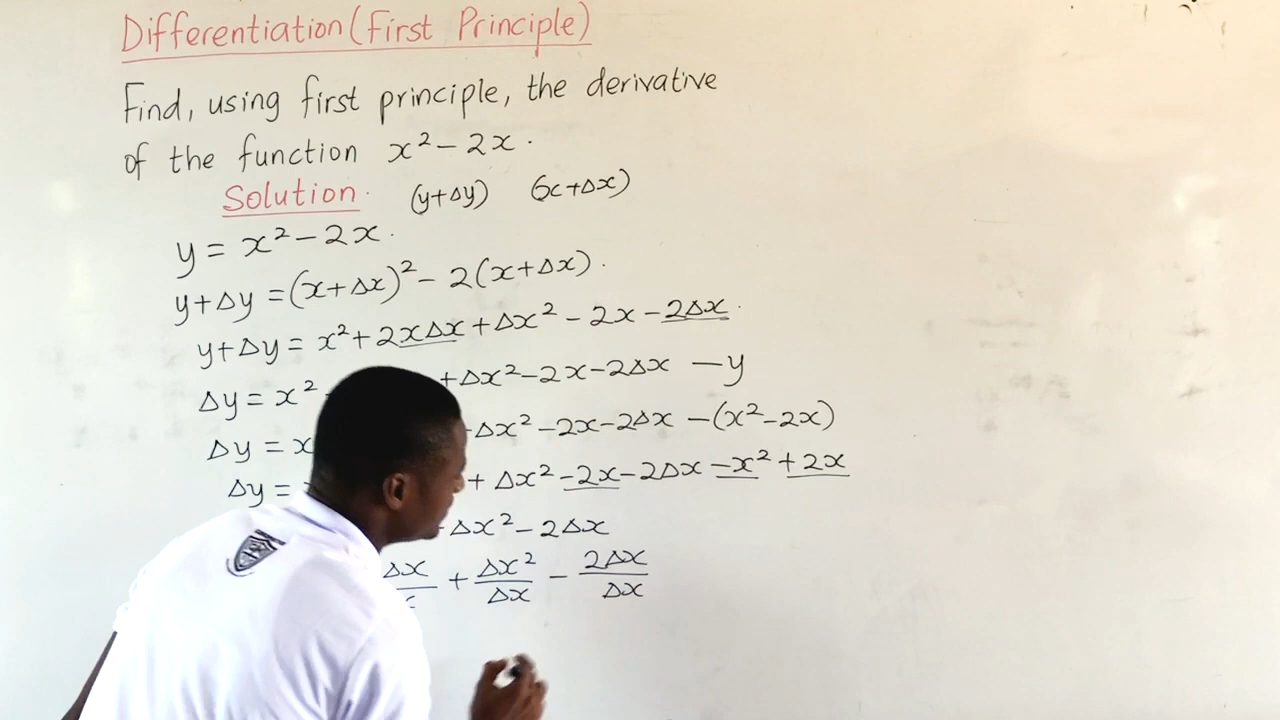 Differentiation (First Principle)
Find, using first principle, the derivative
of the function x² - 2x.
Solution. (y+Δy) (x+Δx)
y = x² - 2x.
y+Δy = (x+Δx)² - 2(x+Δx).
y+Δy = x² + 2xΔx + Δx² - 2x - 2Δx.
Δy = x² +Δx² - 2x - 2Δx - y
Δy = x Δx² - 2x - 2Δx - (x² - 2x)
Δy = + Δx² - 2x - 2Δx - x² + 2x
Δx² - 2Δx
Δx + Δx²/Δx - 2Δx/Δx